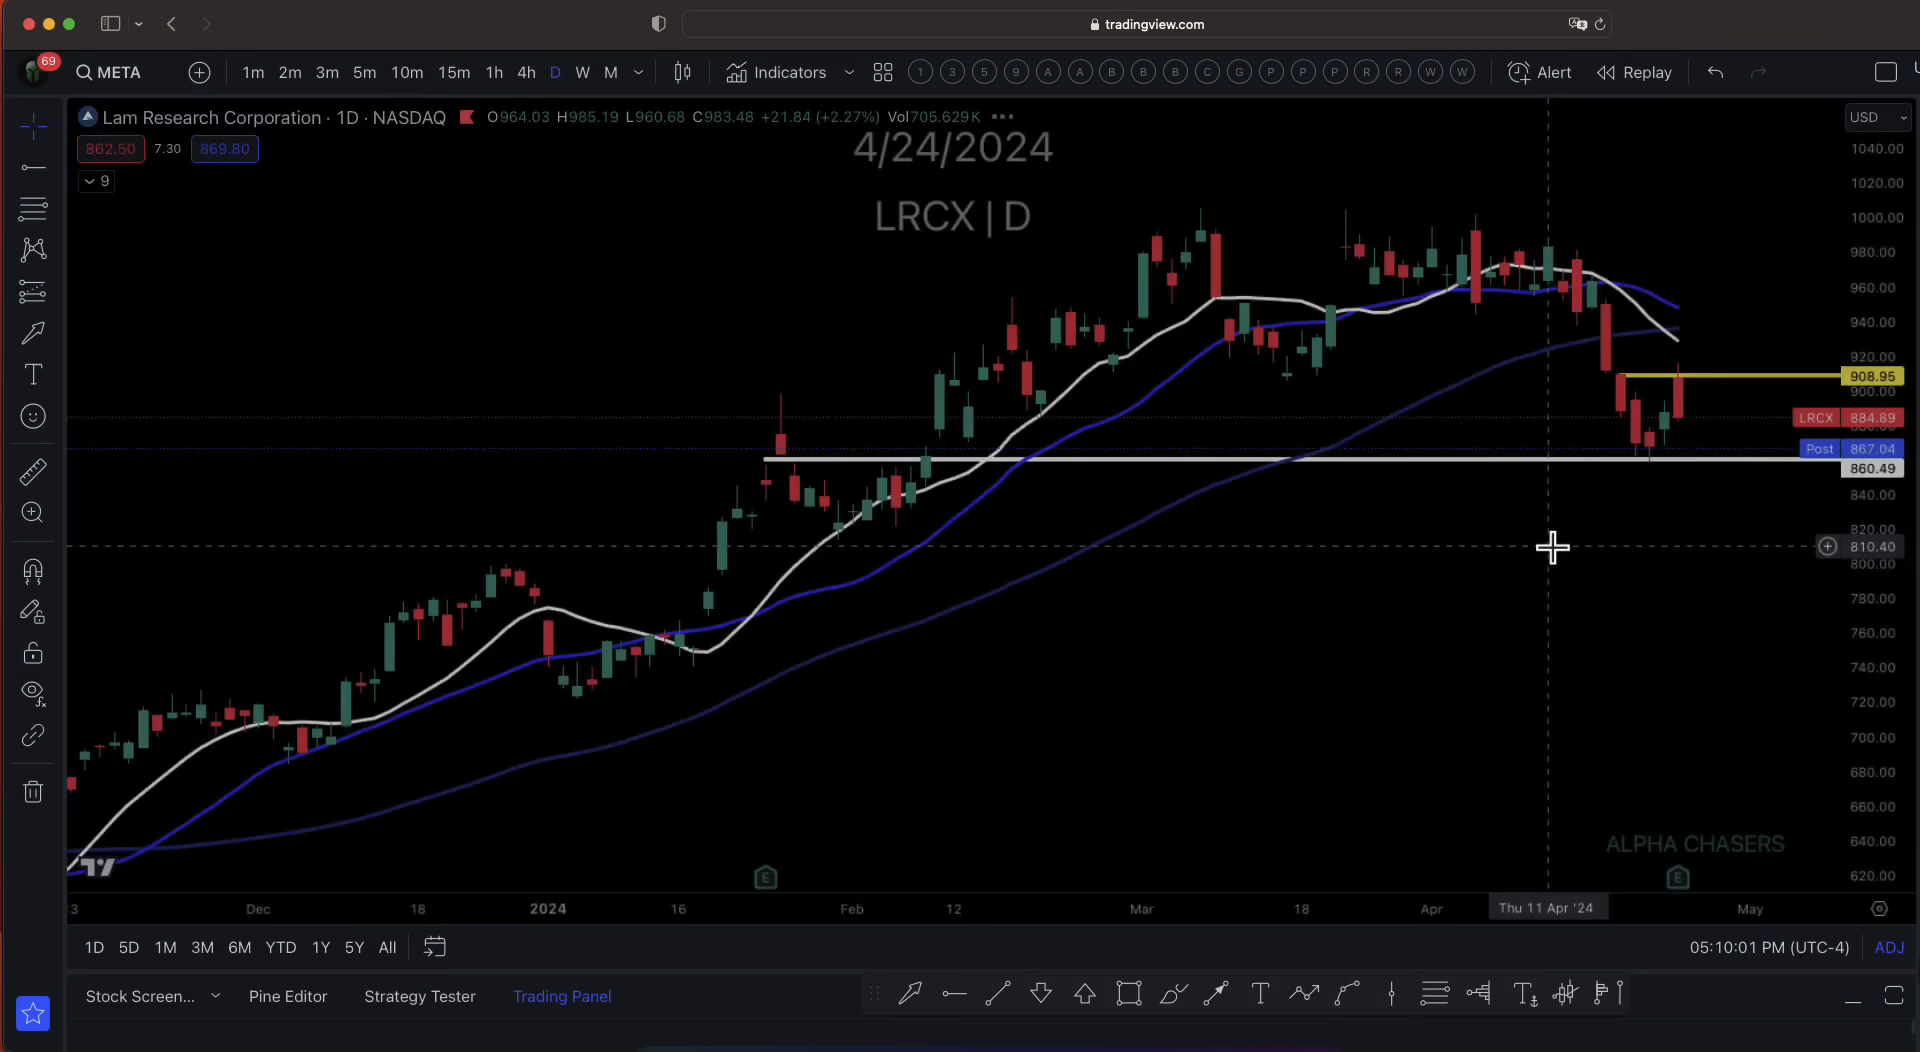 tradingview.com
69
META
1m 2m 3m 5m 10m 15m 1h 4h D W M
Indicators
1 3 5 9 A A B B B C G P P P R R W W
Alert
Replay
Lam Research Corporation · 1D · NASDAQ
O964.03 H985.19 L960.68 C983.48 +21.84 (+2.27%) Vol705.629K
USD
862.50 7.30 869.80
9
4/24/2024
LRCX | D
1040.00
1020.00
1000.00
980.00
960.00
940.00
920.00
908.95
900.00
LRCX 884.89
880.00
Post 867.04
860.49
840.00
820.00
810.40
800.00
780.00
760.00
740.00
720.00
700.00
680.00
660.00
640.00
620.00
ALPHA CHASERS
E
E
Dec 18 2024 16 Feb 12 Mar 18 Apr Thu 11 Apr '24 May
1D 5D 1M 3M 6M YTD 1Y 5Y All
05:10:01 PM (UTC-4) ADJ
Stock Screen... Pine Editor Strategy Tester Trading Panel